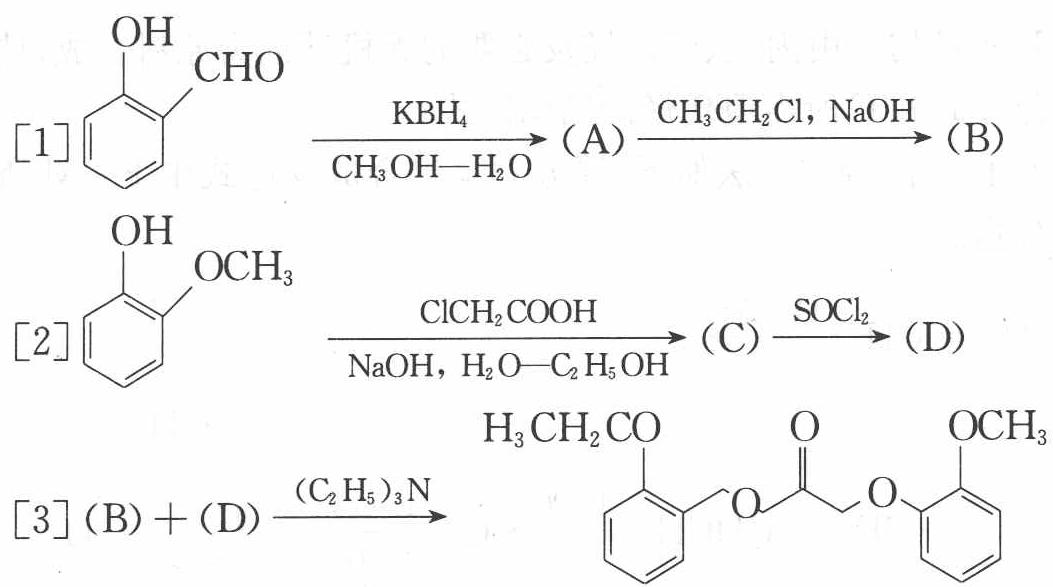 OH
CHO
[1] KBH₄ (A) CH₃CH₂Cl, NaOH (B)
CH₃OH—H₂O
OH
OCH₃
[2] ClCH₂COOH (C) SOCl₂ (D)
NaOH, H₂O—C₂H₅OH
H₃CH₂CO O OCH₃
[3] (B)+(D) (C₂H₅)₃N O O